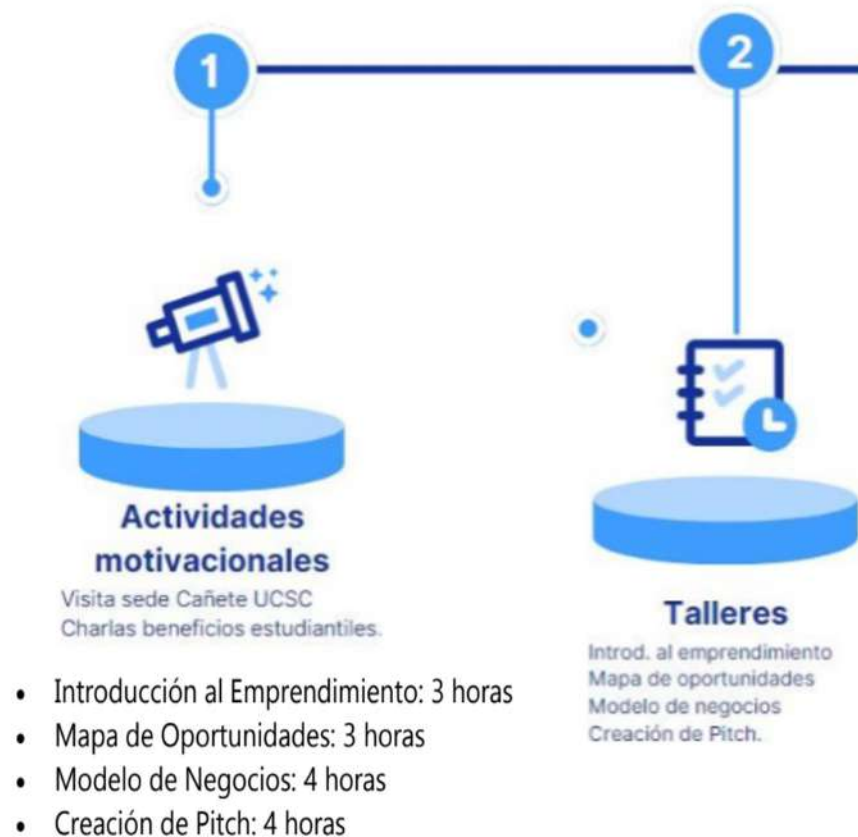 1
2
Actividades
motivacionales
Visita sede Cañete UCSC
Charlas beneficios estudiantiles.
Talleres
Introd. al emprendimiento
Mapa de oportunidades
Modelo de negocios
Creación de Pitch.
• Introducción al Emprendimiento: 3 horas
• Mapa de Oportunidades: 3 horas
• Modelo de Negocios: 4 horas
• Creación de Pitch: 4 horas